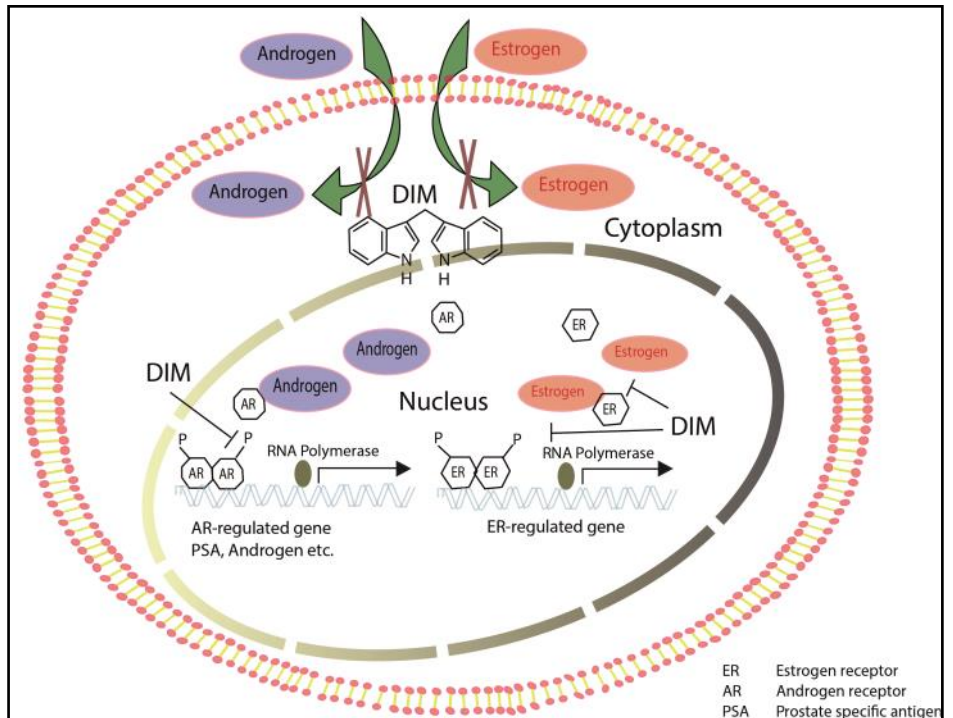 Androgen
Estrogen
Androgen
DIM
Estrogen
Cytoplasm
N
H
N
H
AR
ER
Androgen
Estrogen
DIM
Androgen
Estrogen
AR
ER
Nucleus
DIM
P
P
RNA Polymerase
P
P
RNA Polymerase
AR
AR
ER
ER
AR-regulated gene
PSA, Androgen etc.
ER-regulated gene
ER Estrogen receptor
AR Androgen receptor
PSA Prostate specific antigen